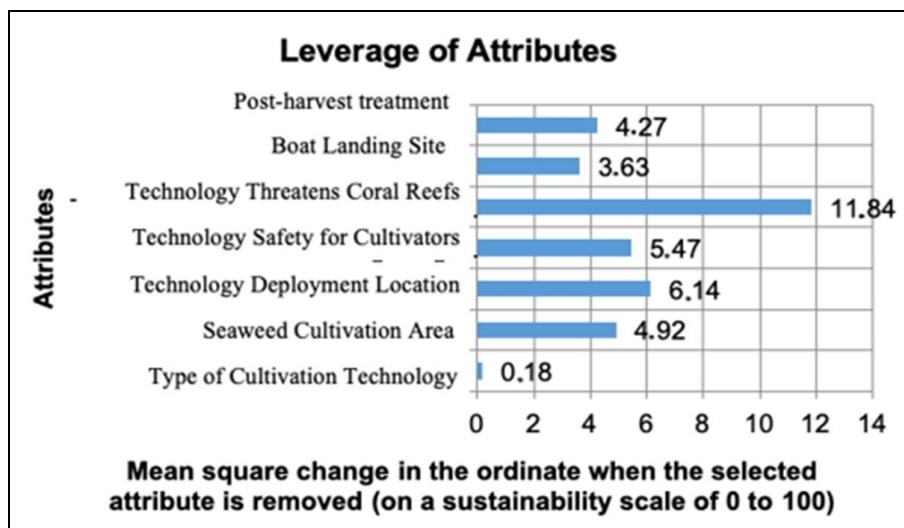 Leverage of Attributes
Post-harvest treatment
4.27
Boat Landing Site
3.63
Technology Threatens Coral Reefs
11.84
Technology Safety for Cultivators
5.47
Technology Deployment Location
6.14
Seaweed Cultivation Area
4.92
Type of Cultivation Technology
0.18
Attributes
0 2 4 6 8 10 12 14
Mean square change in the ordinate when the selected
attribute is removed (on a sustainability scale of 0 to 100)